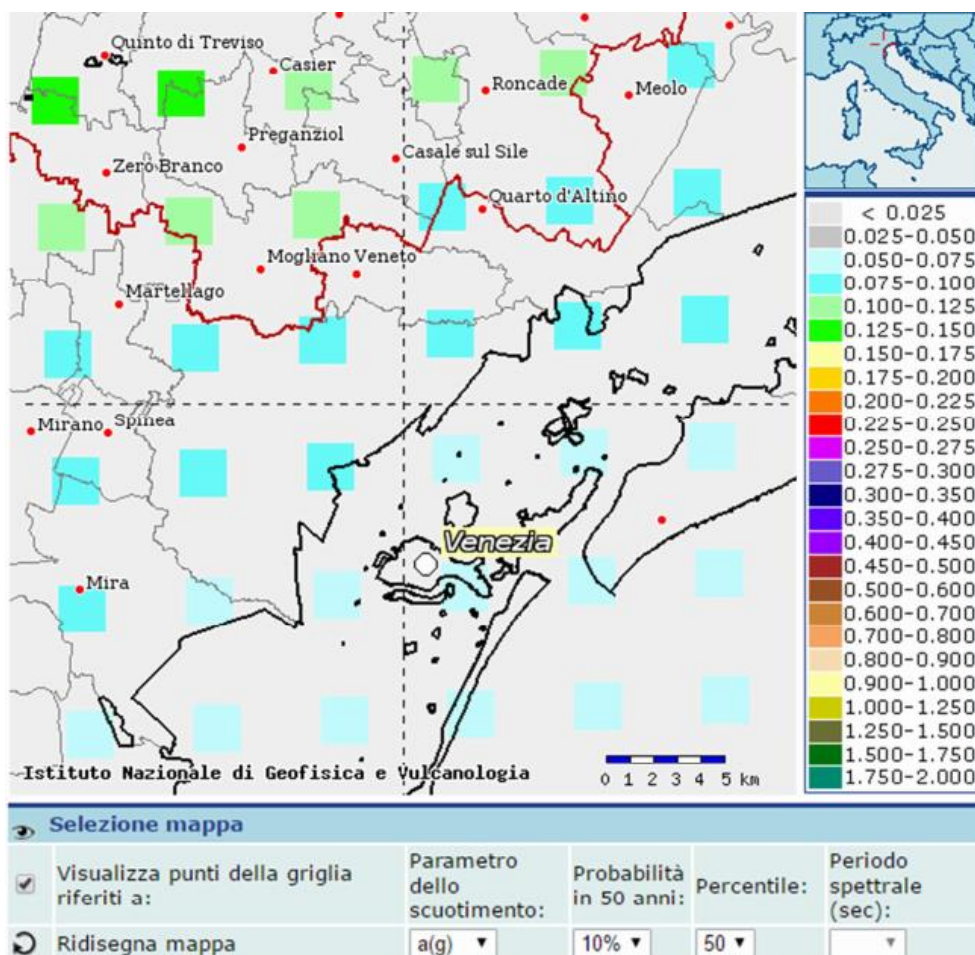 Quinto di Treviso
Casier
Roncade
Meolo
Preganziol
Casale sul Sile
Zero Branco
Quarto d'Altino
Mogliano Veneto
Martellago
Mirano
Spinea
Venezia
Mira
Istituto Nazionale di Geofisica e Vulcanologia
0 1 2 3 4 5 km
< 0.025
0.025-0.050
0.050-0.075
0.075-0.100
0.100-0.125
0.125-0.150
0.150-0.175
0.175-0.200
0.200-0.225
0.225-0.250
0.250-0.275
0.275-0.300
0.300-0.350
0.350-0.400
0.400-0.450
0.450-0.500
0.500-0.600
0.600-0.700
0.700-0.800
0.800-0.900
0.900-1.000
1.000-1.250
1.250-1.500
1.500-1.750
1.750-2.000
Selezione mappa
Visualizza punti della griglia
riferiti a:
Parametro
dello
scuotimento:
Probabilità
in 50 anni:
Percentile:
Periodo
spettrale
(sec):
Ridisegna mappa
a(g)
10%
50